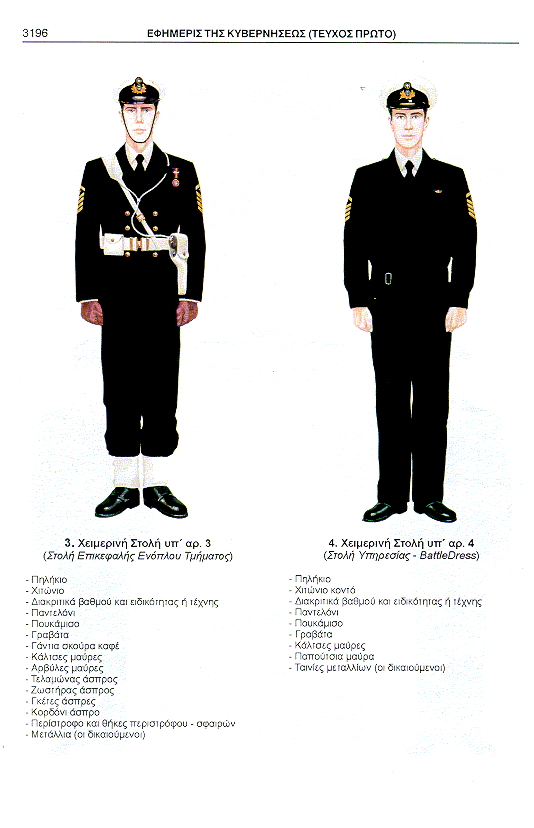 3196
ΕΦΗΜΕΡΙΣ ΤΗΣ ΚΥΒΕΡΝΗΣΕΩΣ (ΤΕΥΧΟΣ ΠΡΩΤΟ)
3. Χειμερινή Στολή υπ΄ αρ. 3
(Στολή Επικεφαλής Ενόπλου Τμήματος)
- Πηλήκιο
- Χιτώνιο
- Διακριτικά βαθμού και ειδικότητας ή τέχνης
- Παντελόνι
- Πουκάμισο
- Γραβάτα
- Γάντια σκούρα καφέ
- Κάλτσες μαύρες
- Αρβύλες μαύρες
- Τελαμώνας άσπρος
- Ζωστήρας άσπρος
- Γκέτες άσπρες
- Κορδόνι άσπρο
- Περίστροφο και θήκες περιστρόφου - σφαιρών
- Μετάλλια (οι δικαιούμενοι)
4. Χειμερινή Στολή υπ΄ αρ. 4
(Στολή Υπηρεσίας - BattleDress)
- Πηλήκιο
- Χιτώνιο κοντό
- Διακριτικά βαθμού και ειδικότητας ή τέχνης
- Παντελόνι
- Πουκάμισο
- Γραβάτα
- Κάλτσες μαύρες
- Παπούτσια μαύρα
- Ταινίες μεταλλίων (οι δικαιούμενοι)